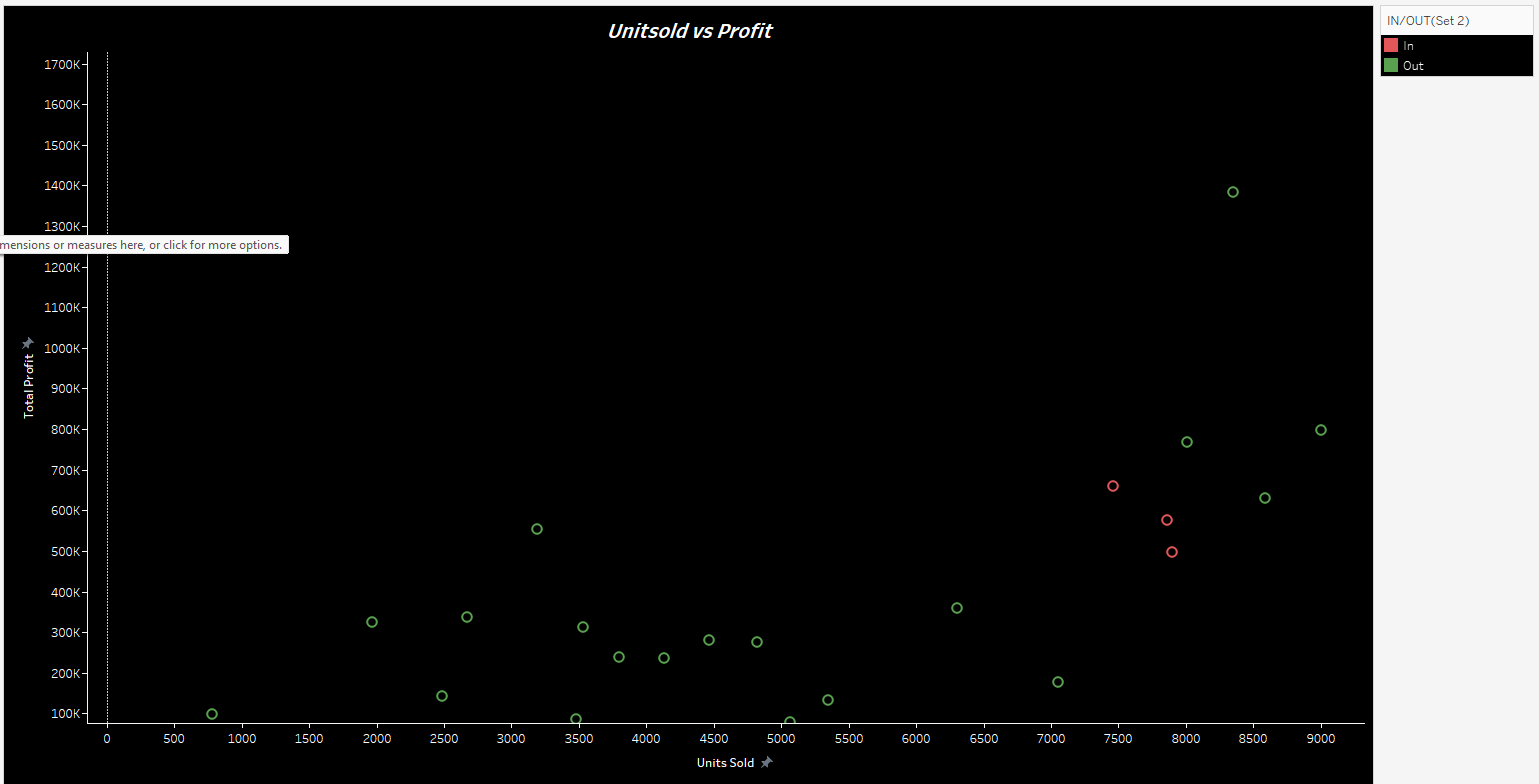 Unitsold vs Profit
IN/OUT(Set 2)
In
Out
1700K
1600K
1500K
1400K
1300K
mensions or measures here, or click for more options.
1200K
1100K
1000K
900K
800K
700K
600K
500K
400K
300K
200K
100K
Total Profit
0 500 1000 1500 2000 2500 3000 3500 4000 4500 5000 5500 6000 6500 7000 7500 8000 8500 9000
Units Sold